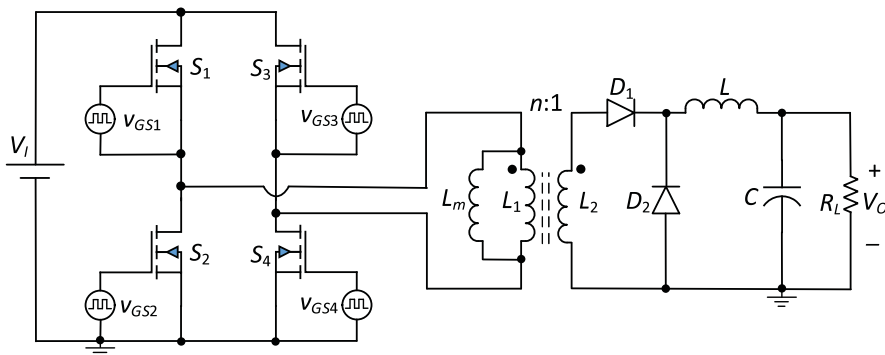 S1
S3
vGS1
vGS3
VI
n:1
D1
L
Lm
L1
L2
D2
C
RL
+
VO
−
S2
S4
vGS2
vGS4